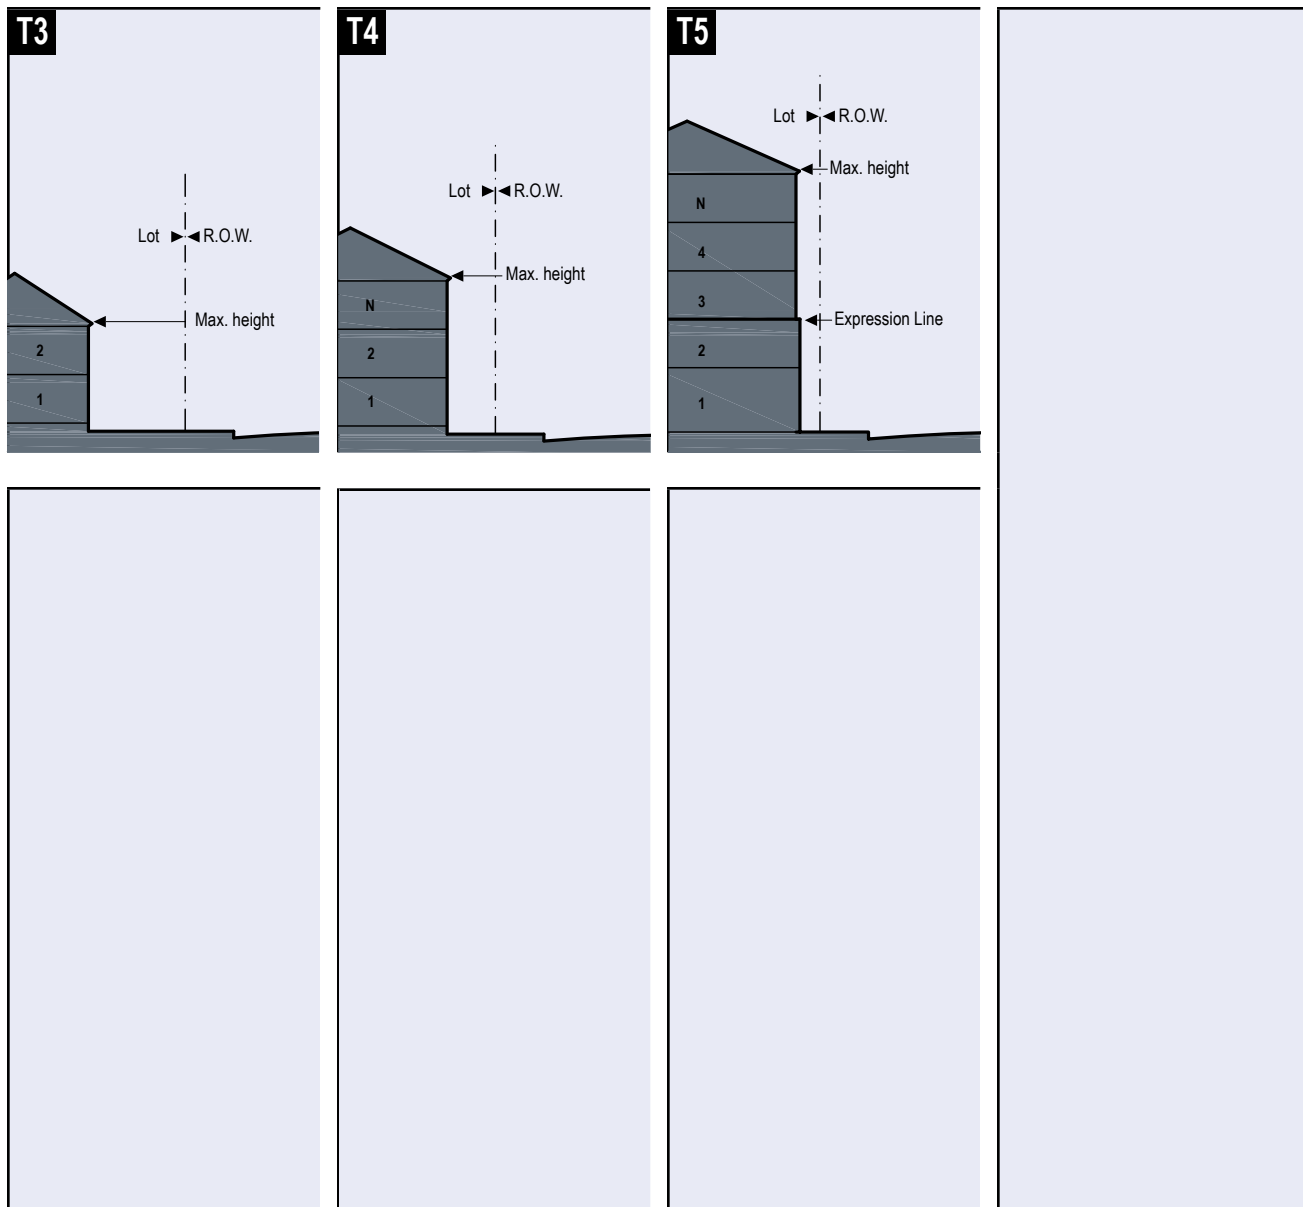 T3
Lot R.O.W.
Max. height
2
1
T4
Lot R.O.W.
Max. height
N
2
1
T5
Lot R.O.W.
Max. height
N
4
3
Expression Line
2
1